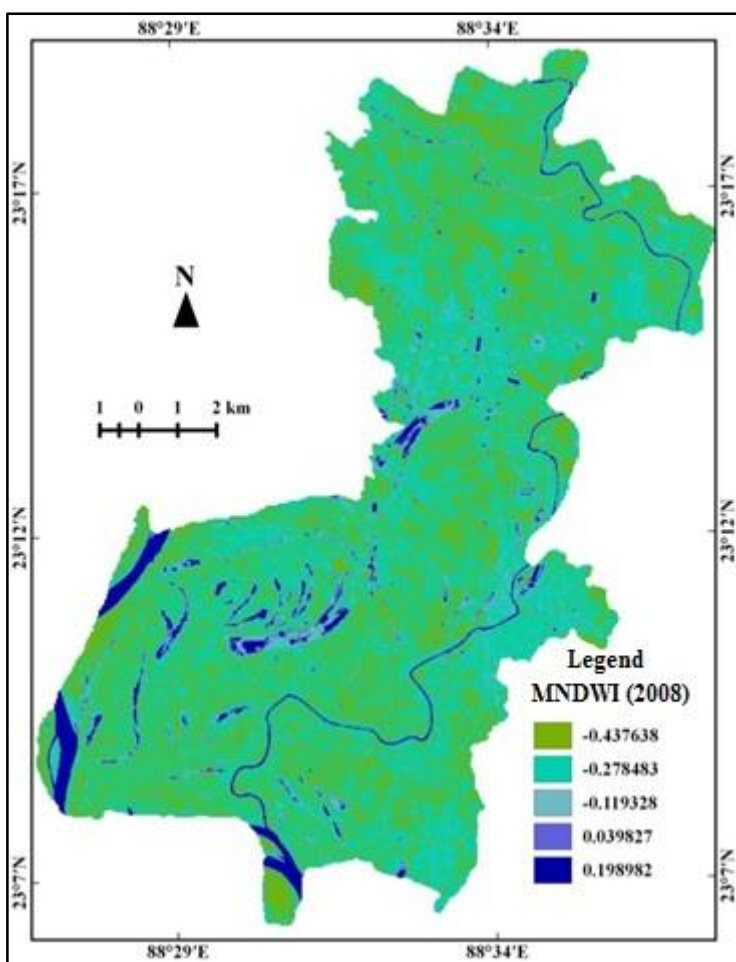 88°29'E 88°34'E
23°17'N 23°17'N
N
1 0 1 2 km
23°12'N 23°12'N
Legend
MNDWI (2008)
-0.437638
-0.278483
-0.119328
0.039827
0.198982
23°7'N 23°7'N
88°29'E 88°34'E